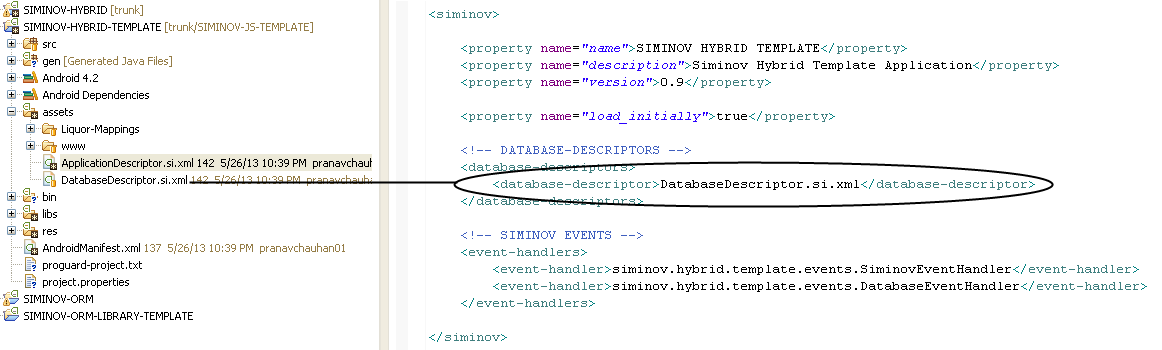 SIMINOV-HYBRID [trunk]
SIMINOV-HYBRID-TEMPLATE [trunk/SIMINOV-JS-TEMPLATE]
src
gen [Generated Java Files]
Android 4.2
Android Dependencies
assets
Liquor-Mappings
www
ApplicationDescriptor.si.xml 142 5/26/13 10:39 PM pranavchauh
DatabaseDescriptor.si.xml 142 5/26/13 10:39 PM pranavchauhan
bin
libs
res
AndroidManifest.xml 137 5/26/13 10:39 PM pranavchauhan01
proguard-project.txt
project.properties
SIMINOV-ORM
SIMINOV-ORM-LIBRARY-TEMPLATE
<siminov>
<property name="name">SIMINOV HYBRID TEMPLATE</property>
<property name="description">Siminov Hybrid Template Application</property>
<property name="version">0.9</property>
<property name="load_initially">true</property>
<!-- DATABASE-DESCRIPTORS -->
<database-descriptors>
<database-descriptor>DatabaseDescriptor.si.xml</database-descriptor>
</database-descriptors>
<!-- SIMINOV EVENTS -->
<event-handlers>
<event-handler>siminov.hybrid.template.events.SiminovEventHandler</event-handler>
<event-handler>siminov.hybrid.template.events.DatabaseEventHandler</event-handler>
</event-handlers>
</siminov>